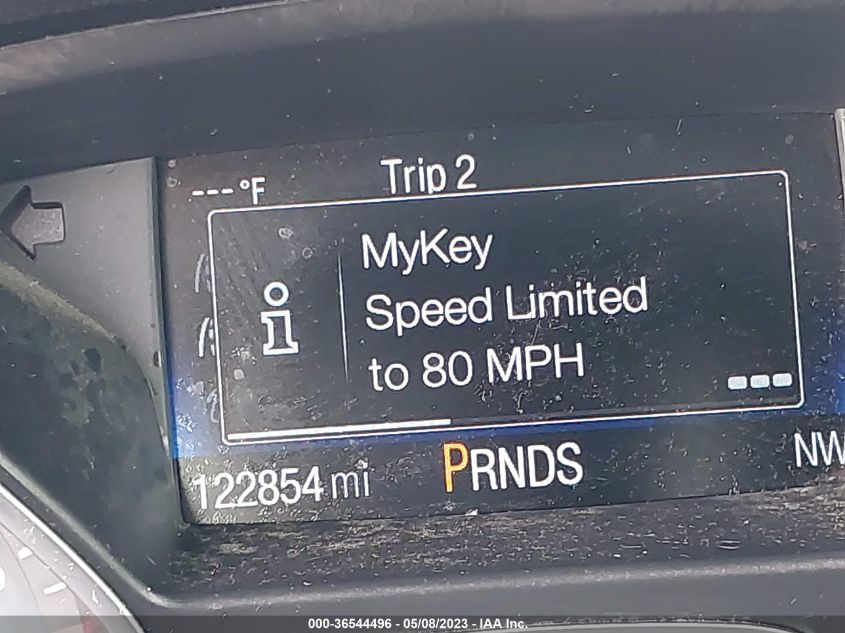 ---°F Trip 2
MyKey
Speed Limited
to 80 MPH
122854 mi PRNDS NW
000-36544496 - 05/08/2023 - IAA Inc.